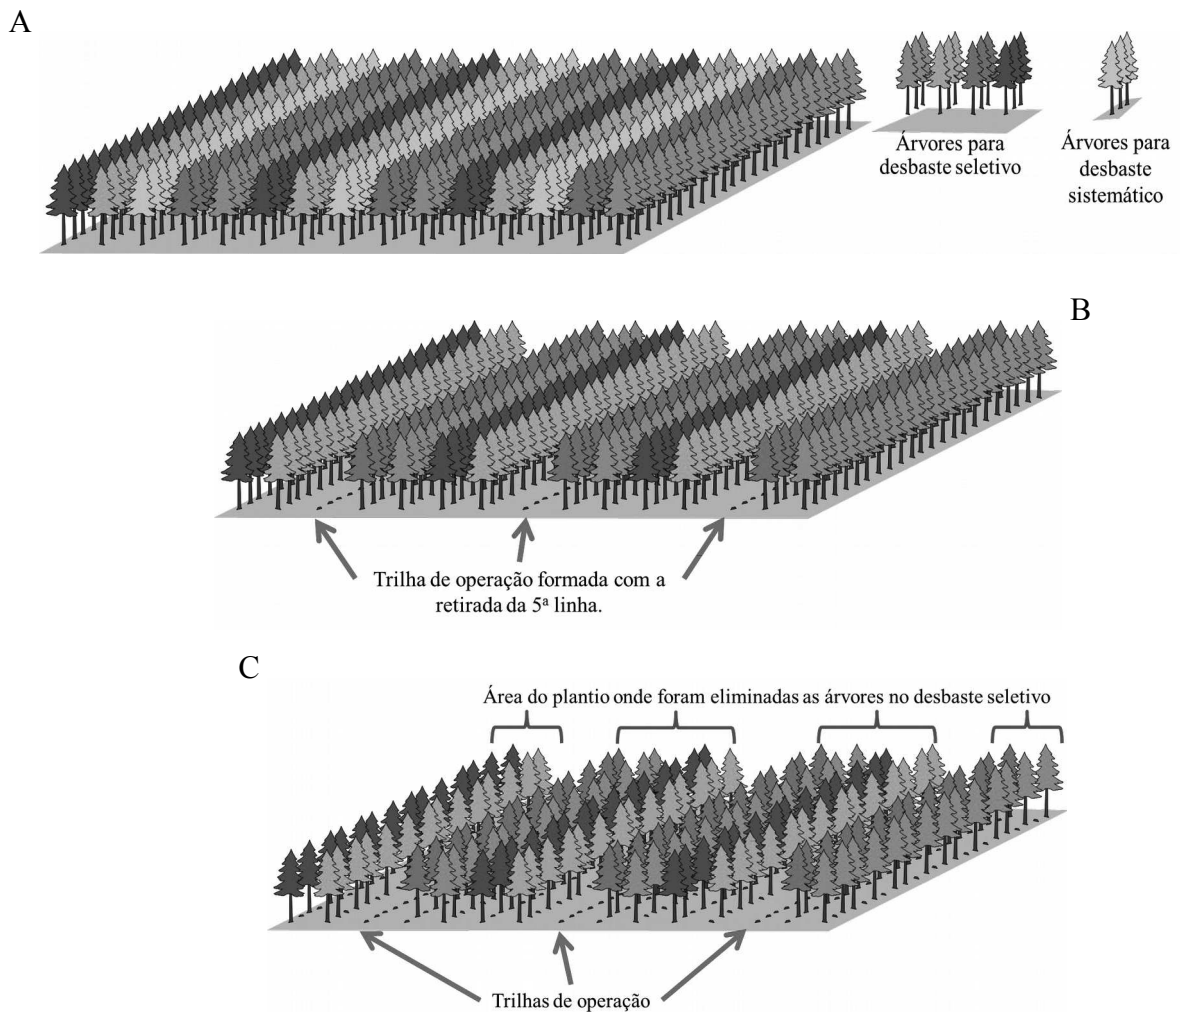 A
Árvores para
desbaste seletivo
Árvores para
desbaste
sistemático
B
Trilha de operação formada com a
retirada da 5ª linha.
C
Área do plantio onde foram eliminadas as árvores no desbaste seletivo
Trilhas de operação